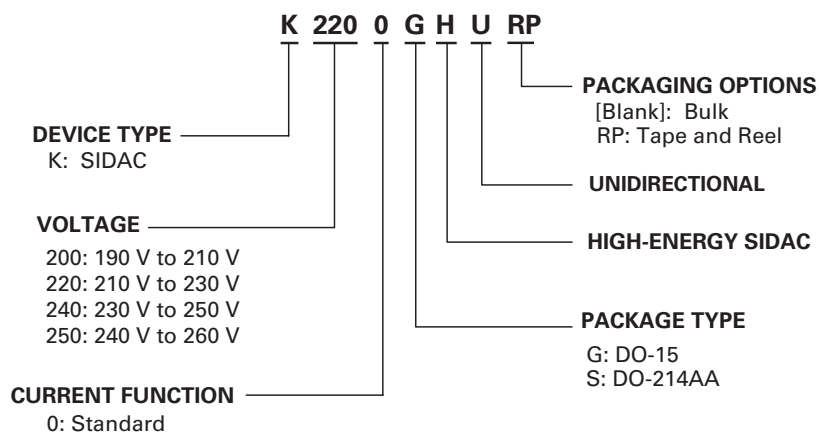 K 220 0 G H U RP
PACKAGING OPTIONS
[Blank]: Bulk
RP: Tape and Reel
DEVICE TYPE
K: SIDAC
UNIDIRECTIONAL
VOLTAGE
200: 190 V to 210 V
220: 210 V to 230 V
240: 230 V to 250 V
250: 240 V to 260 V
HIGH-ENERGY SIDAC
PACKAGE TYPE
G: DO-15
S: DO-214AA
CURRENT FUNCTION
0: Standard